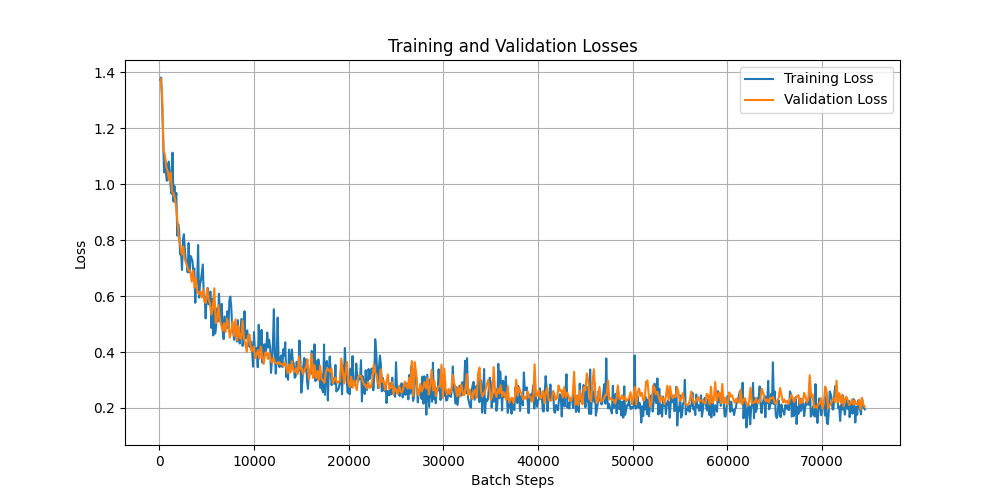 Training and Validation Losses
Training Loss
Validation Loss
1.4
1.2
1.0
0.8
0.6
0.4
0.2
Loss
0 10000 20000 30000 40000 50000 60000 70000
Batch Steps